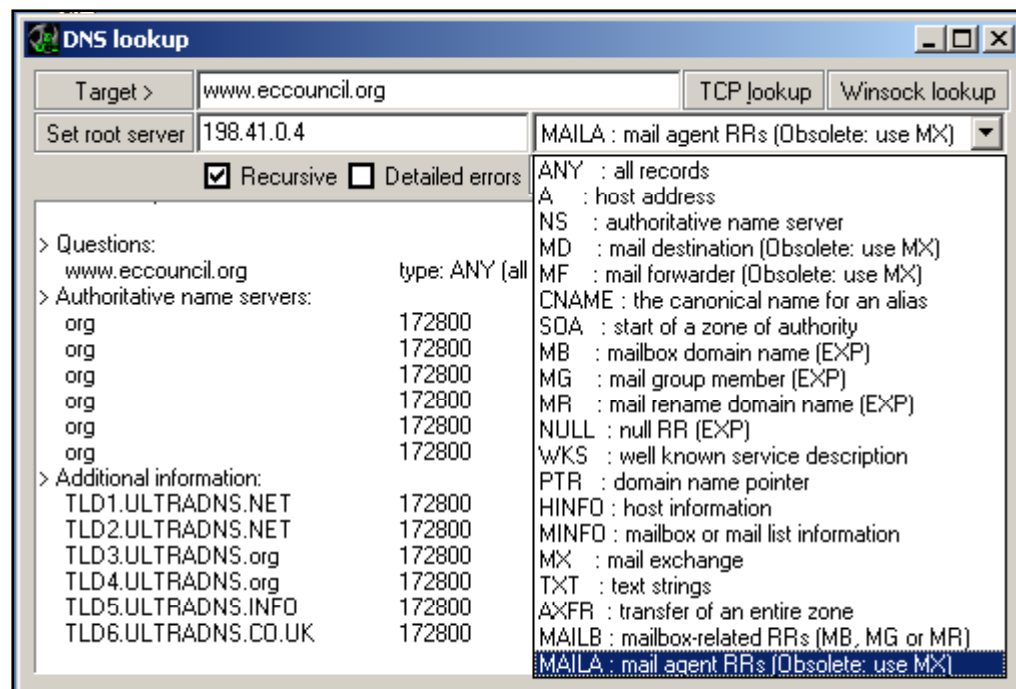 DNS lookup
Target >
www.eccouncil.org
TCP lookup
Winsock lookup
Set root server
198.41.0.4
MAILA : mail agent RRs (Obsolete: use MX)
Recursive
Detailed errors
> Questions:
www.eccouncil.org type: ANY (all
> Authoritative name servers:
org 172800
org 172800
org 172800
org 172800
org 172800
org 172800
> Additional information:
TLD1.ULTRADNS.NET 172800
TLD2.ULTRADNS.NET 172800
TLD3.ULTRADNS.org 172800
TLD4.ULTRADNS.org 172800
TLD5.ULTRADNS.INFO 172800
TLD6.ULTRADNS.CO.UK 172800
ANY : all records
A : host address
NS : authoritative name server
MD : mail destination (Obsolete: use MX)
MF : mail forwarder (Obsolete: use MX)
CNAME : the canonical name for an alias
SOA : start of a zone of authority
MB : mailbox domain name (EXP)
MG : mail group member (EXP)
MR : mail rename domain name (EXP)
NULL : null RR (EXP)
WKS : well known service description
PTR : domain name pointer
HINFO : host information
MINFO : mailbox or mail list information
MX : mail exchange
TXT : text strings
AXFR : transfer of an entire zone
MAILB : mailbox-related RRs (MB, MG or MR)
MAILA : mail agent RRs (Obsolete: use MX)